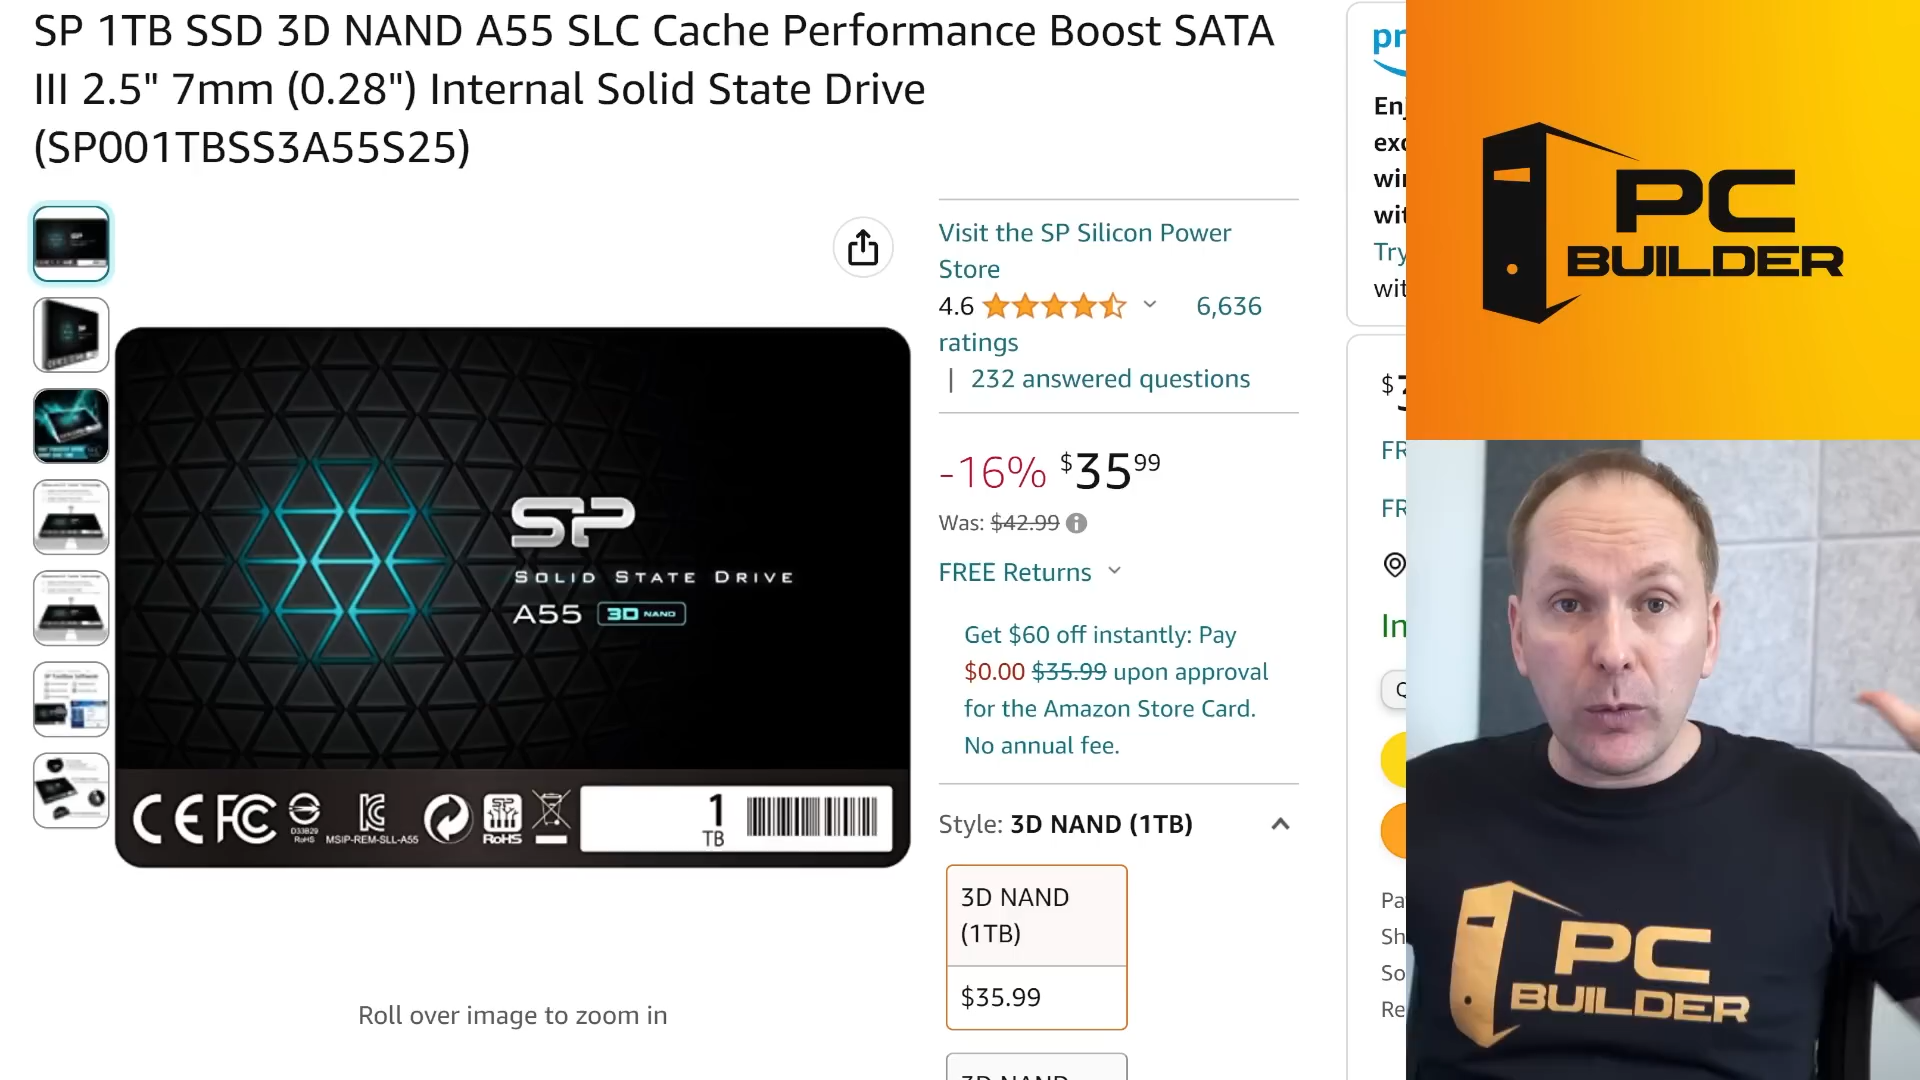 SP 1TB SSD 3D NAND A55 SLC Cache Performance Boost SATA
III 2.5" 7mm (0.28") Internal Solid State Drive
(SP001TBSS3A55S25)
Visit the SP Silicon Power
Store
4.6
6,636
ratings
| 232 answered questions
-16% $35 99
Was: $42.99
FREE Returns
Get $60 off instantly: Pay
$0.00 $35.99 upon approval
for the Amazon Store Card.
No annual fee.
Style: 3D NAND (1TB)
3D NAND
(1TB)
$35.99
SP
SOLID STATE DRIVE
A55 3D NAND
CE FC
D33B29
RoHS
MSIP-REM-SLL-A55
SP
RoHS
1
TB
Roll over image to zoom in
PC
BUILDER
PC
BUILDER